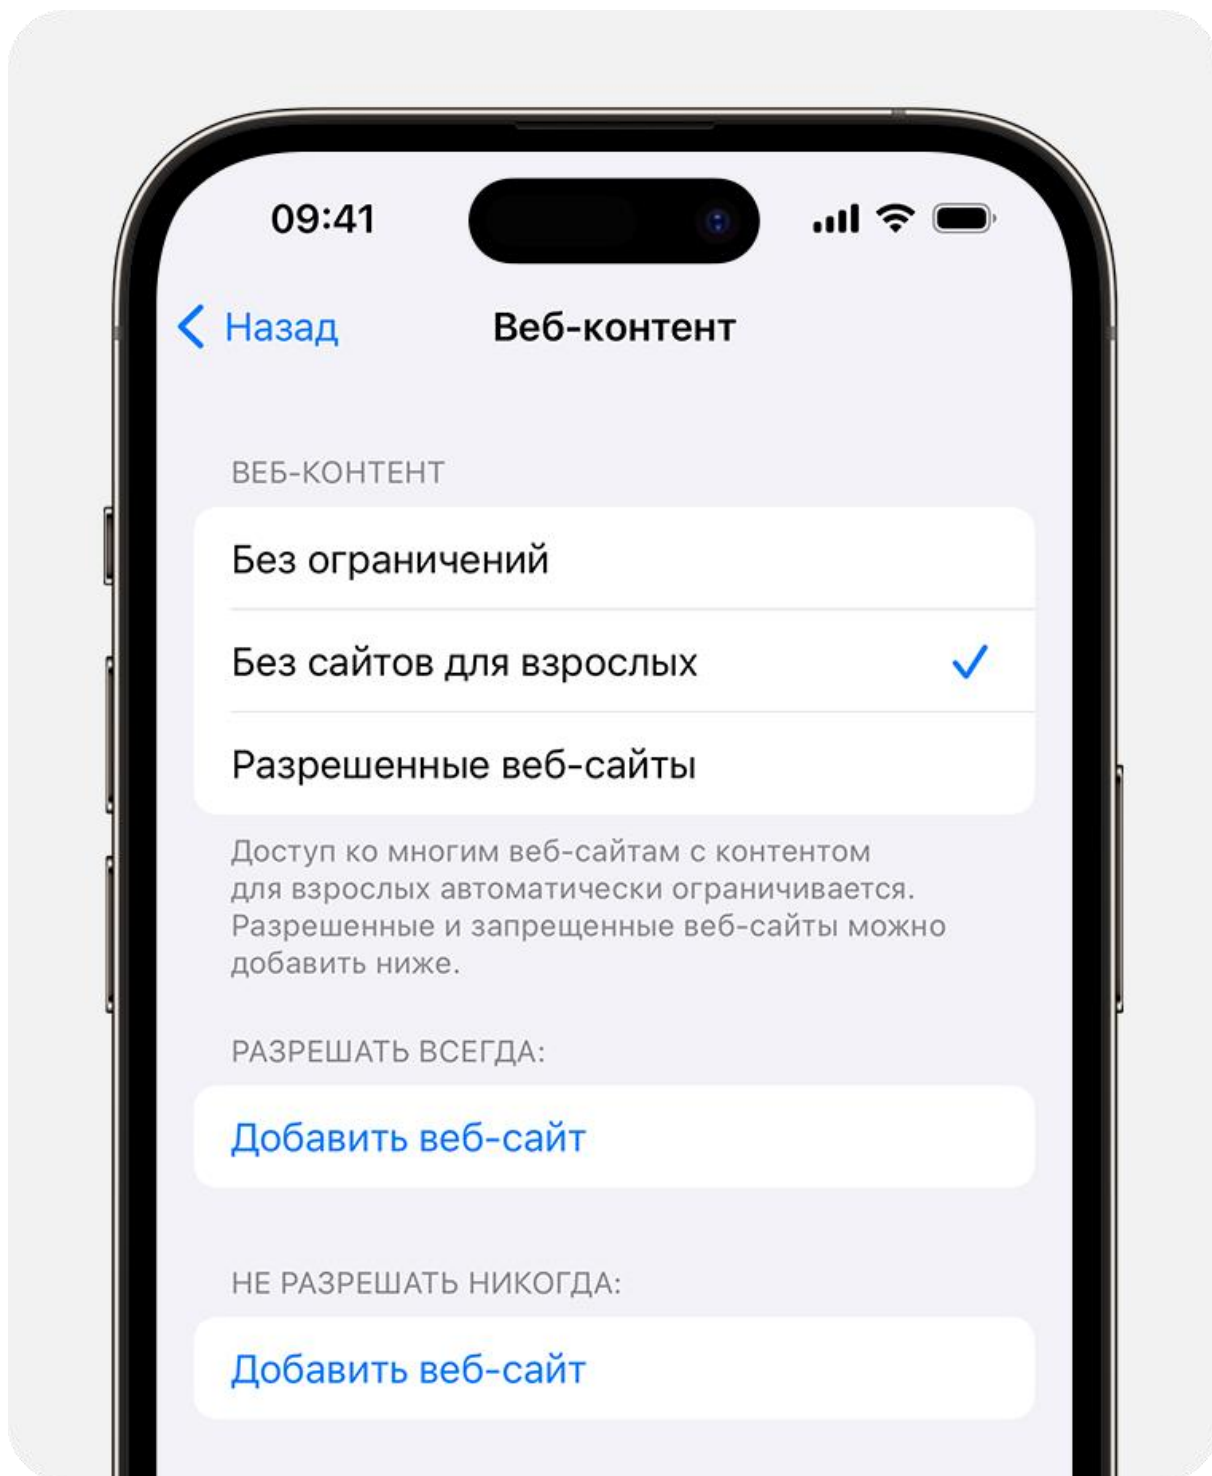 09:41
Назад
Веб-контент
ВЕБ-КОНТЕНТ
Без ограничений
Без сайтов для взрослых
Разрешенные веб-сайты
Доступ ко многим веб-сайтам с контентом
для взрослых автоматически ограничивается.
Разрешенные и запрещенные веб-сайты можно
добавить ниже.
РАЗРЕШАТЬ ВСЕГДА:
Добавить веб-сайт
НЕ РАЗРЕШАТЬ НИКОГДА:
Добавить веб-сайт